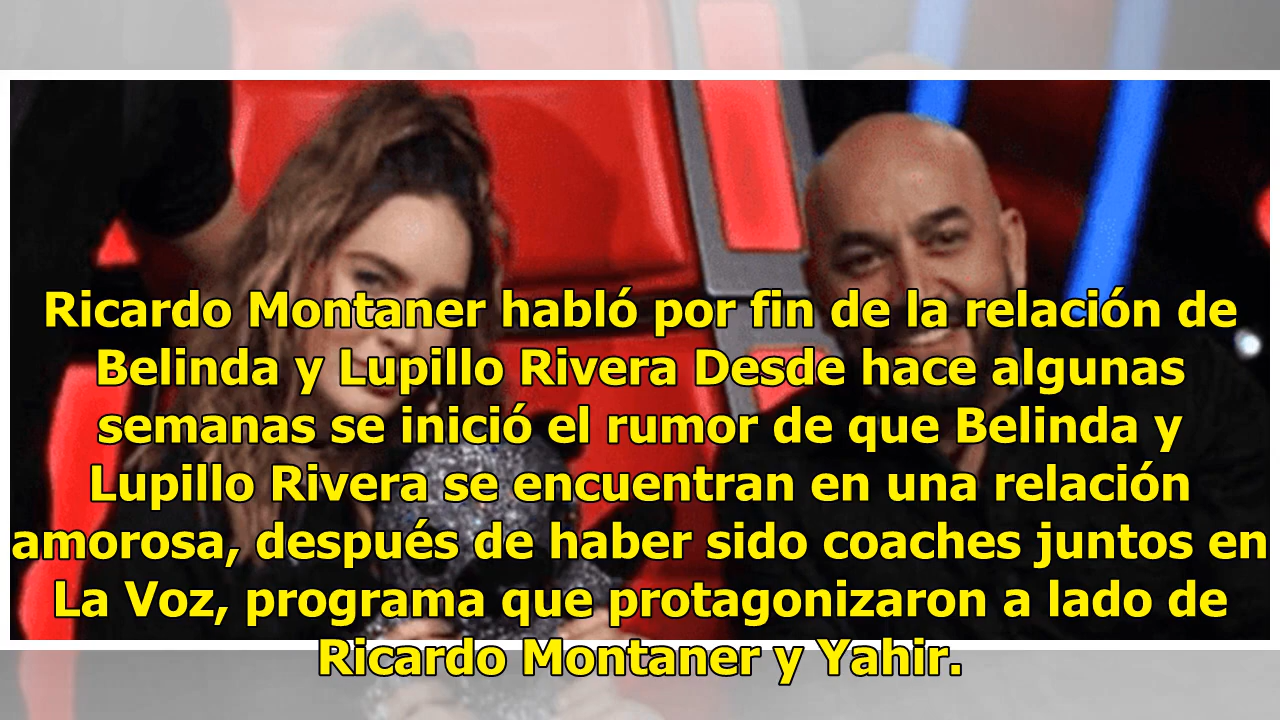 Ricardo Montaner habló por fin de la relación de
Belinda y Lupillo Rivera Desde hace algunas
semanas se inició el rumor de que Belinda y
Lupillo Rivera se encuentran en una relación
amorosa, después de haber sido coaches juntos en
La Voz, programa que protagonizaron a lado de
Ricardo Montaner y Yahir.